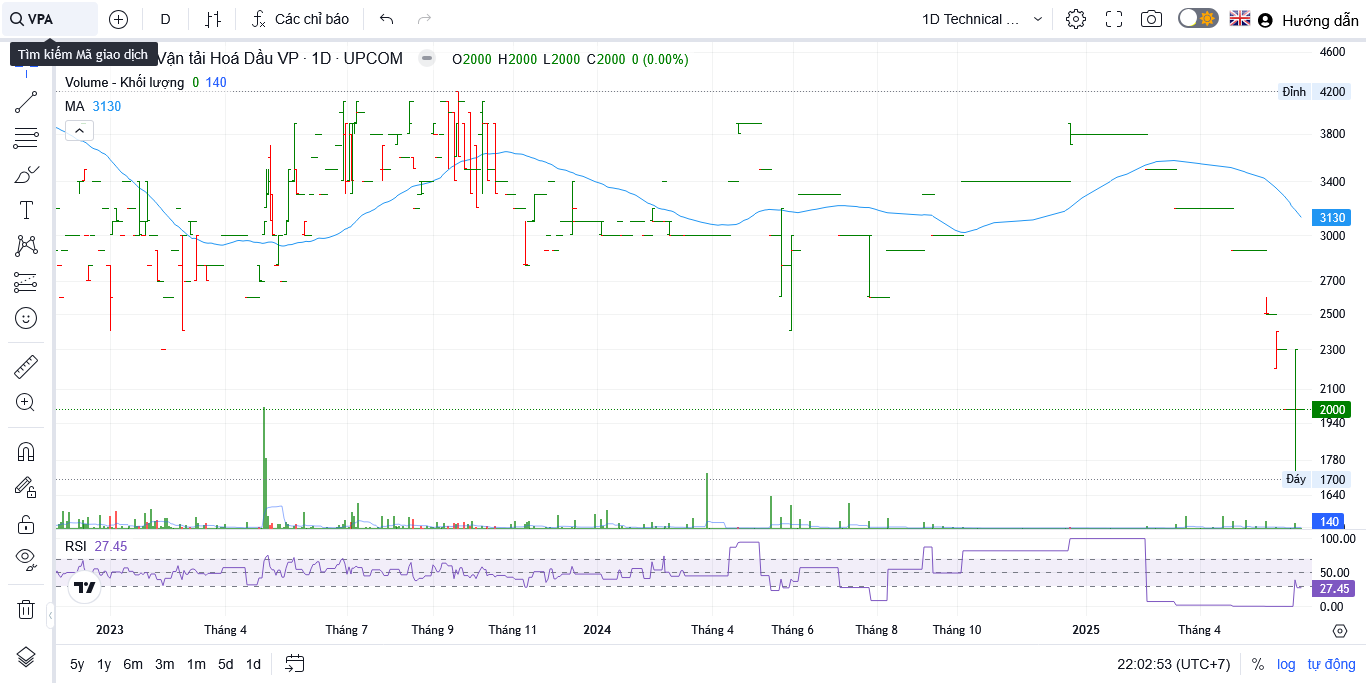 VPA D Các chỉ báo 1D Technical ... Hướng dẫn
Tìm kiếm Mã giao dịch
Vận tải Hoá Dầu VP · 1D · UPCOM O2000 H2000 L2000 C2000 0 (0.00%)
Volume - Khối lượng 0 140
MA 3130
4600
Đỉnh 4200
3800
3400
3130
3000
2700
2500
2300
2100
2000
1940
1780
Đáy 1700
1640
140
RSI 27.45
100.00
50.00
27.45
0.00
2023 Tháng 4 Tháng 7 Tháng 9 Tháng 11 2024 Tháng 4 Tháng 6 Tháng 8 Tháng 10 2025 Tháng 4
5y 1y 6m 3m 1m 5d 1d 22:02:53 (UTC+7) % log tự động